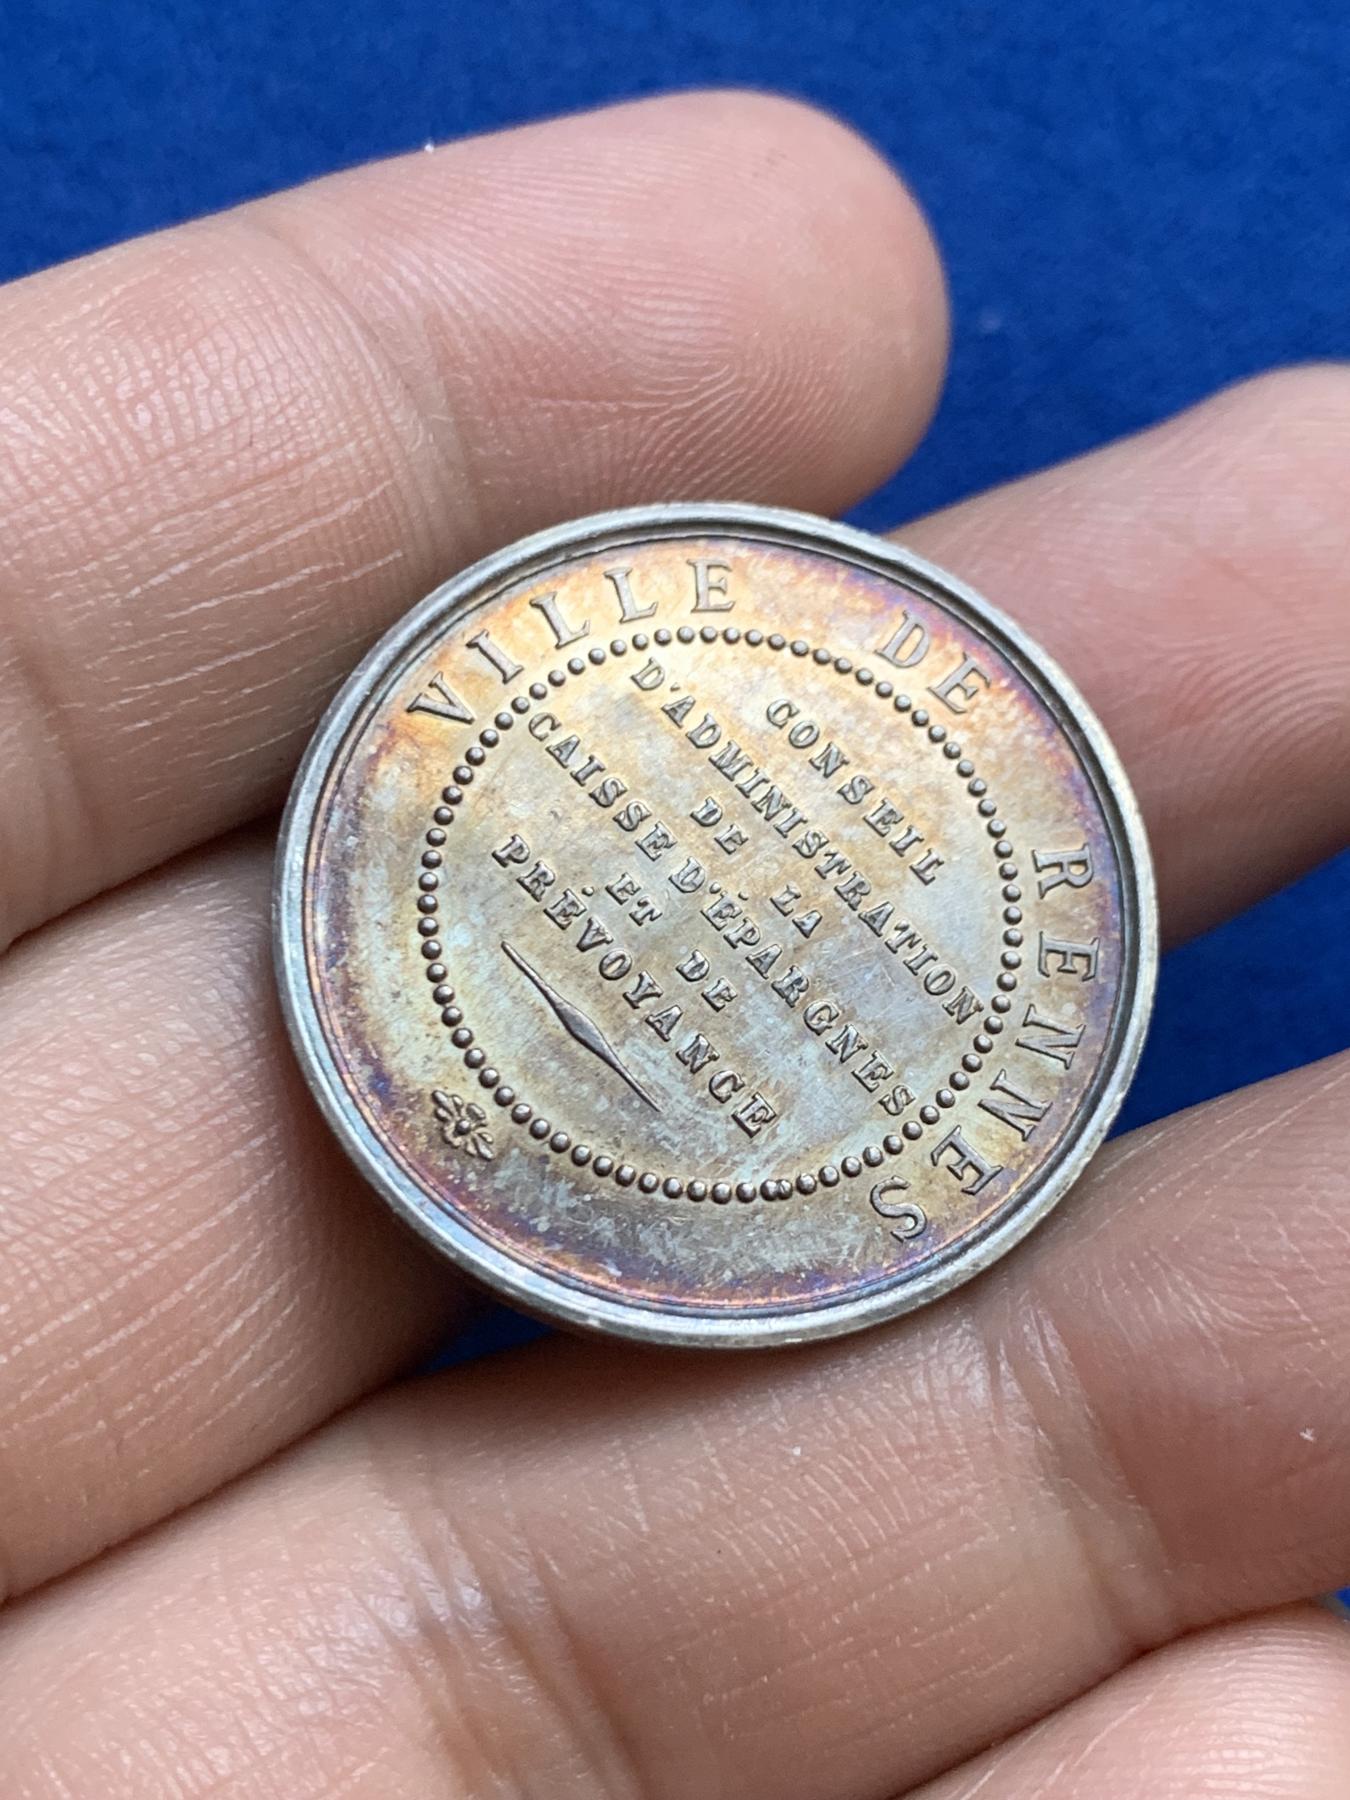 VILLE DE RENNES
CONSEIL
D'ADMINISTRATION
DE LA
CAISSE D'ÉPARGNES
ET DE
PRÉVOYANCE